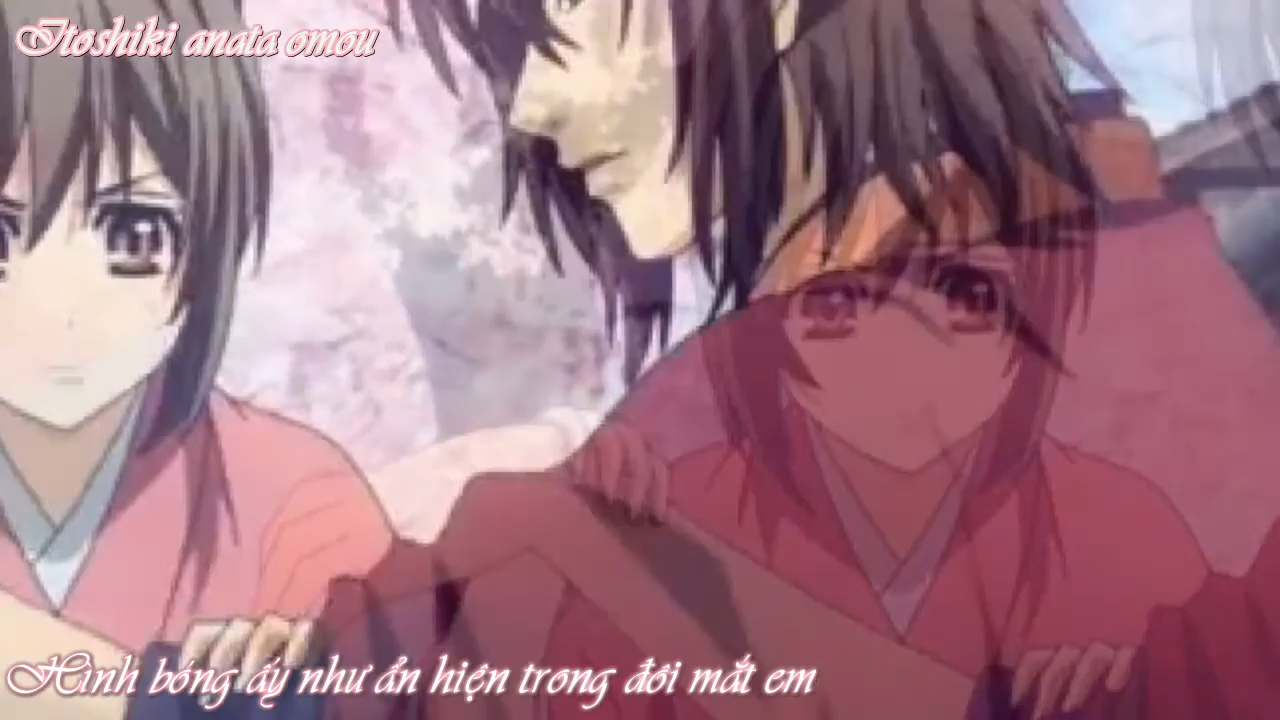 Itoshiki anata omou
Hình bóng ấy như ẩn hiện trong đôi mắt em